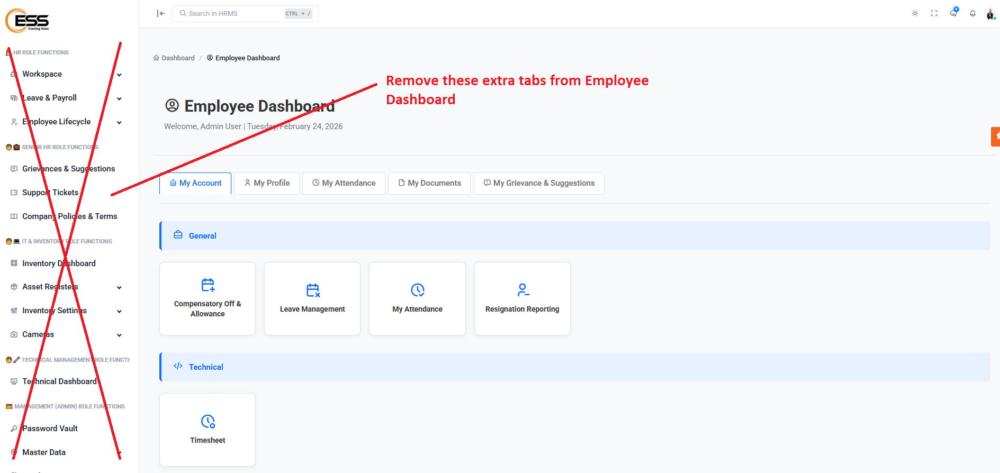 ESS
Creating Value
Search in HRMS
CTRL + /
5
HR ROLE FUNCTIONS
Workspace
Leave & Payroll
Employee Lifecycle
SENIOR HR ROLE FUNCTIONS
Grievances & Suggestions
Support Tickets
Company Policies & Terms
IT & INVENTORY ROLE FUNCTIONS
Inventory Dashboard
Asset Registers
Inventory Settings
Cameras
TECHNICAL MANAGEMENT ROLE FUNCTI
Technical Dashboard
MANAGEMENT (ADMIN) ROLE FUNCTIONS
Password Vault
Master Data
Dashboard / Employee Dashboard
Remove these extra tabs from Employee
Dashboard
Employee Dashboard
Welcome, Admin User | Tuesday, February 24, 2026
My Account
My Profile
My Attendance
My Documents
My Grievance & Suggestions
General
Compensatory Off &
Allowance
Leave Management
My Attendance
Resignation Reporting
Technical
Timesheet